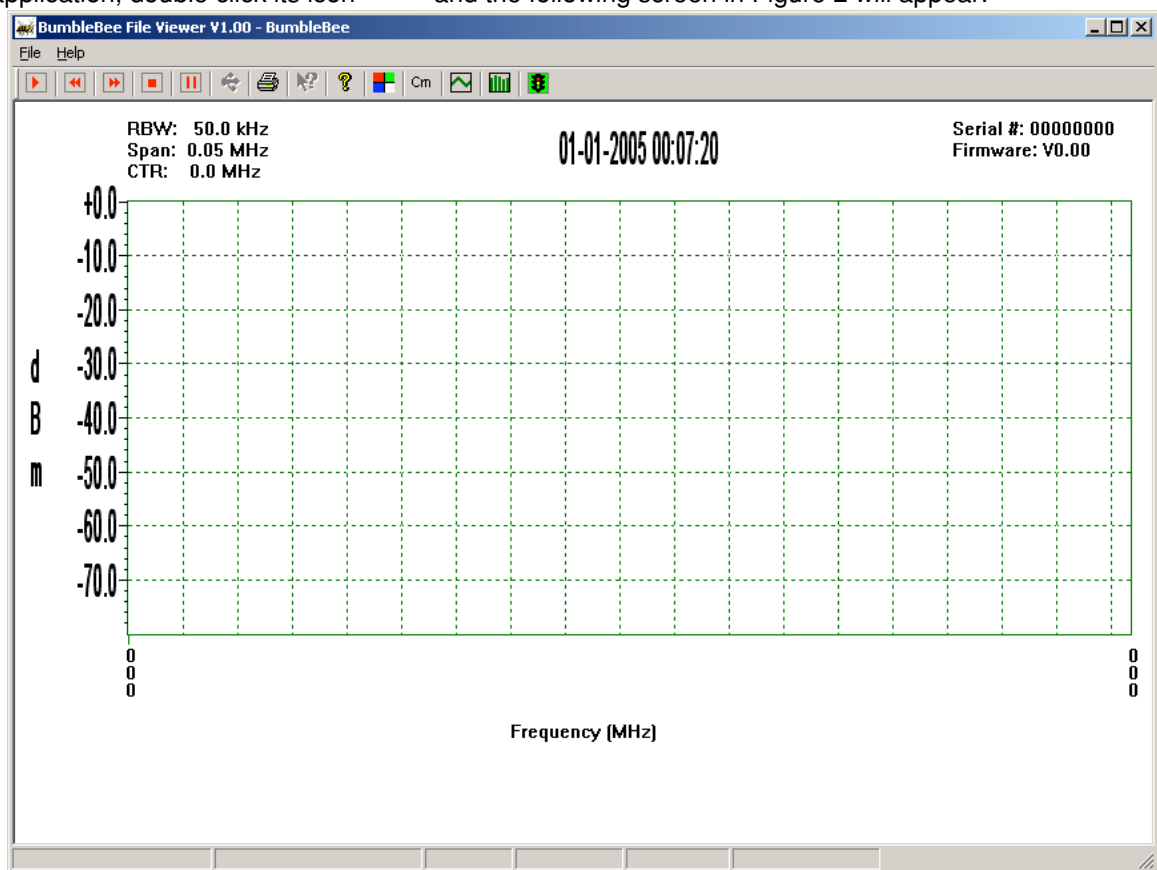 application, double-click its icon and the following screen in Figure 2 will appear.
BumbleBee File Viewer V1.00 - BumbleBee
File Help
Cm
RBW: 50.0 kHz
Span: 0.05 MHz
CTR: 0.0 MHz
01-01-2005 00:07:20
Serial #: 00000000
Firmware: V0.00
+0.0
-10.0
-20.0
-30.0
-40.0
-50.0
-60.0
-70.0
d
B
m
0
0
0
0
0
0
Frequency (MHz)